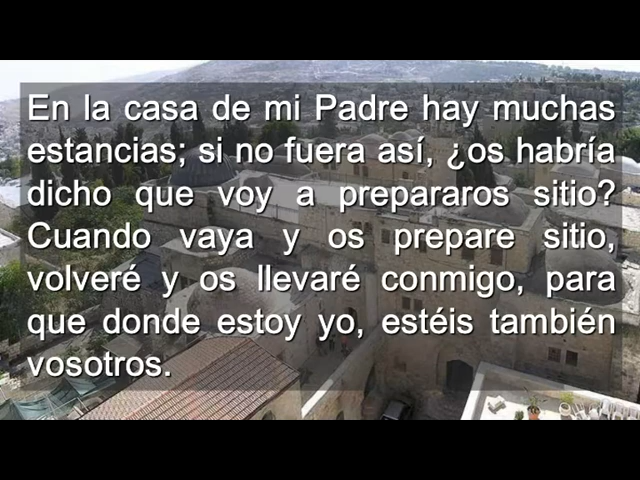 En la casa de mi Padre hay muchas
estancias; si no fuera así, ¿os habría
dicho que voy a prepararos sitio?
Cuando vaya y os prepare sitio,
volveré y os llevaré conmigo, para
que donde estoy yo, estéis también
vosotros.